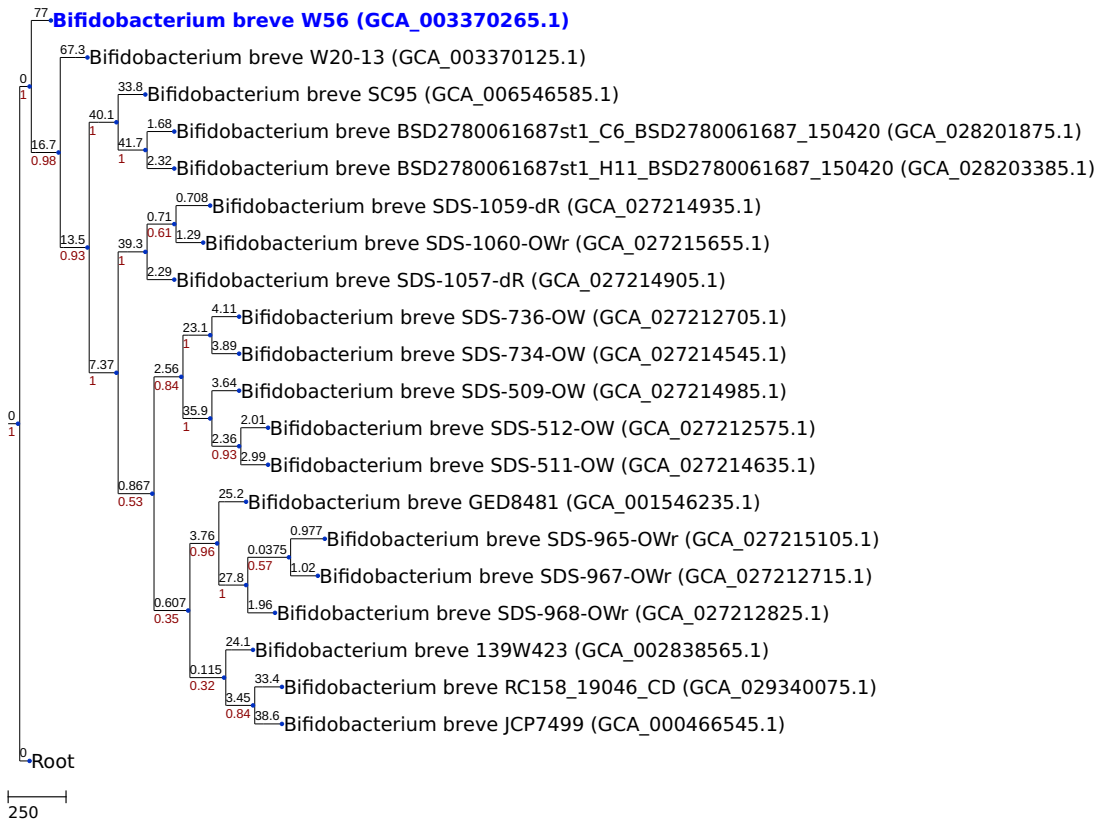 77
Bifidobacterium breve W56 (GCA_003370265.1)
67.3
Bifidobacterium breve W20-13 (GCA_003370125.1)
0
1
33.8
Bifidobacterium breve SC95 (GCA_006546585.1)
40.1
1
1.68
Bifidobacterium breve BSD2780061687st1_C6_BSD2780061687_150420 (GCA_028201875.1)
16.7
0.98
41.7
1
2.32
Bifidobacterium breve BSD2780061687st1_H11_BSD2780061687_150420 (GCA_028203385.1)
0.708
Bifidobacterium breve SDS-1059-dR (GCA_027214935.1)
0.71
0.61
1.29
Bifidobacterium breve SDS-1060-OWr (GCA_027215655.1)
13.5
0.93
39.3
1
2.29
Bifidobacterium breve SDS-1057-dR (GCA_027214905.1)
4.11
Bifidobacterium breve SDS-736-OW (GCA_027212705.1)
23.1
1
3.89
Bifidobacterium breve SDS-734-OW (GCA_027214545.1)
7.37
1
2.56
0.84
3.64
Bifidobacterium breve SDS-509-OW (GCA_027214985.1)
35.9
1
2.01
Bifidobacterium breve SDS-512-OW (GCA_027212575.1)
0
1
2.36
0.93
2.99
Bifidobacterium breve SDS-511-OW (GCA_027214635.1)
0.867
0.53
25.2
Bifidobacterium breve GED8481 (GCA_001546235.1)
3.76
0.96
0.977
Bifidobacterium breve SDS-965-OWr (GCA_027215105.1)
0.0375
0.57
1.02
Bifidobacterium breve SDS-967-OWr (GCA_027212715.1)
27.8
1
1.96
Bifidobacterium breve SDS-968-OWr (GCA_027212825.1)
0.607
0.35
24.1
Bifidobacterium breve 139W423 (GCA_002838565.1)
0.115
0.32
33.4
Bifidobacterium breve RC158_19046_CD (GCA_029340075.1)
3.45
0.84
38.6
Bifidobacterium breve JCP7499 (GCA_000466545.1)
0
Root
250